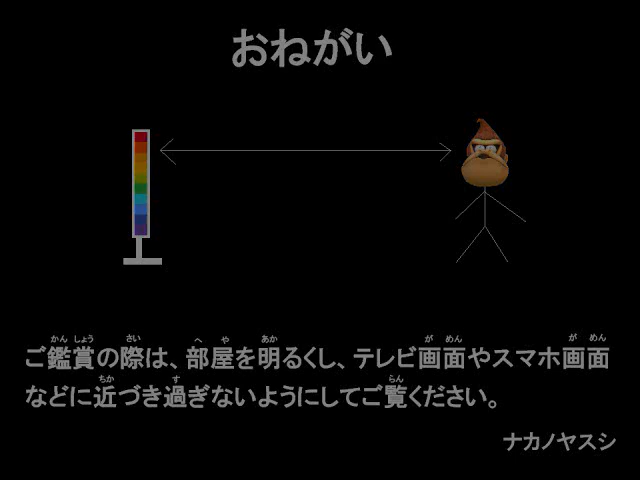 おねがい
ご鑑賞の際は、部屋を明るくし、テレビ画面やスマホ画面
などに近づき過ぎないようにしてご覧ください。
ナカノヤスシ